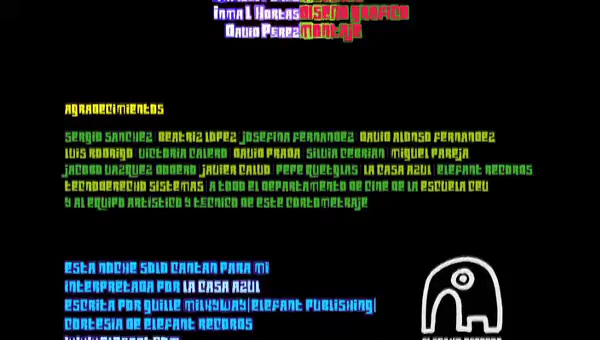 Inma L Hortas Diseño gráfico
David Perez Montaje
Agradecimientos
Sergio Sanchez Beatriz Lopez Josefina Fernandez David Alonso Fernandez
Luis Rodrigo Victoria Calero David Prada Silvia Cebrian Miguel Pareja
Jacobo Vazquez Dodero Javier Calvo Pepe Ruetglas La Casa Azul Elefant Records
Tecnoderecho Sistemas A todo el departamento de cine de la Escuela CEU
y al equipo artístico y técnico de este cortometraje
Esta noche solo cantan para mi
interpretada por La Casa Azul
escrita por Guille Milkyway|Elefant Publishing|
cortesia de Elefant Records